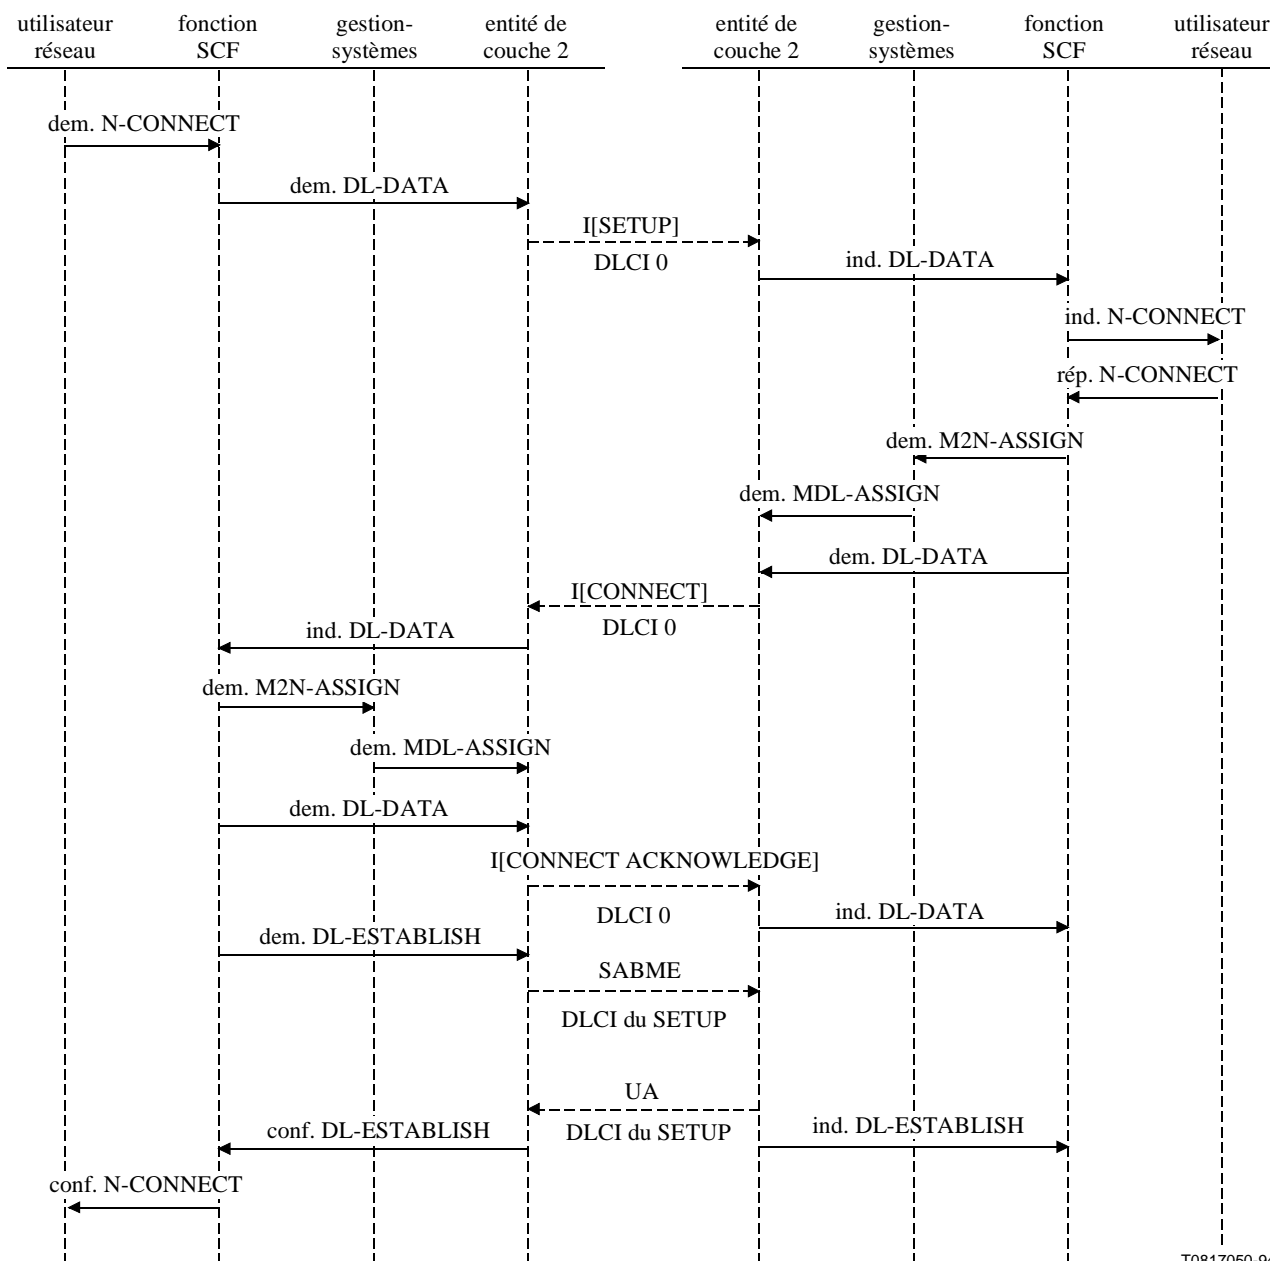 utilisateur réseau
fonction SCF
gestion-systèmes
entité de couche 2
entité de couche 2
gestion-systèmes
fonction SCF
utilisateur réseau
dem. N-CONNECT
dem. DL-DATA
I[SETUP]
DLCI 0
ind. DL-DATA
ind. N-CONNECT
rép. N-CONNECT
dem. M2N-ASSIGN
dem. MDL-ASSIGN
dem. DL-DATA
I[CONNECT]
DLCI 0
ind. DL-DATA
dem. M2N-ASSIGN
dem. MDL-ASSIGN
dem. DL-DATA
I[CONNECT ACKNOWLEDGE]
DLCI 0
ind. DL-DATA
dem. DL-ESTABLISH
SABME
DLCI du SETUP
UA
DLCI du SETUP
conf. DL-ESTABLISH
ind. DL-ESTABLISH
conf. N-CONNECT